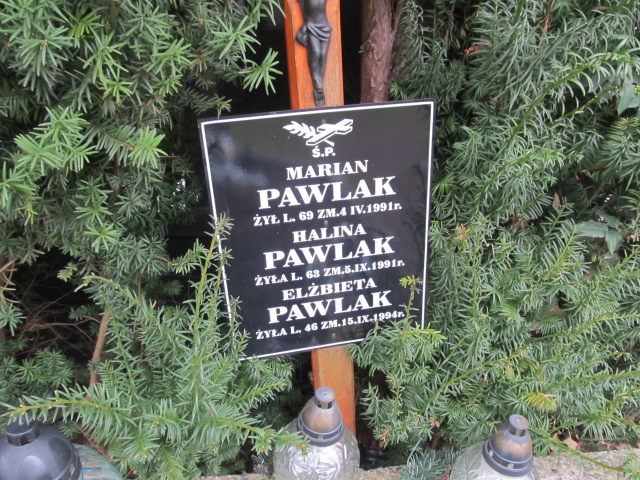 Ś.P.
MARIAN
PAWLAK
ŻYŁ L. 69 ZM.4 IV.1991r.
HALINA
PAWLAK
ŻYŁA L. 63 ZM.5.IX.1991r.
ELŻBIETA
PAWLAK
ŻYŁA L. 46 ZM.15.IX.1994r.